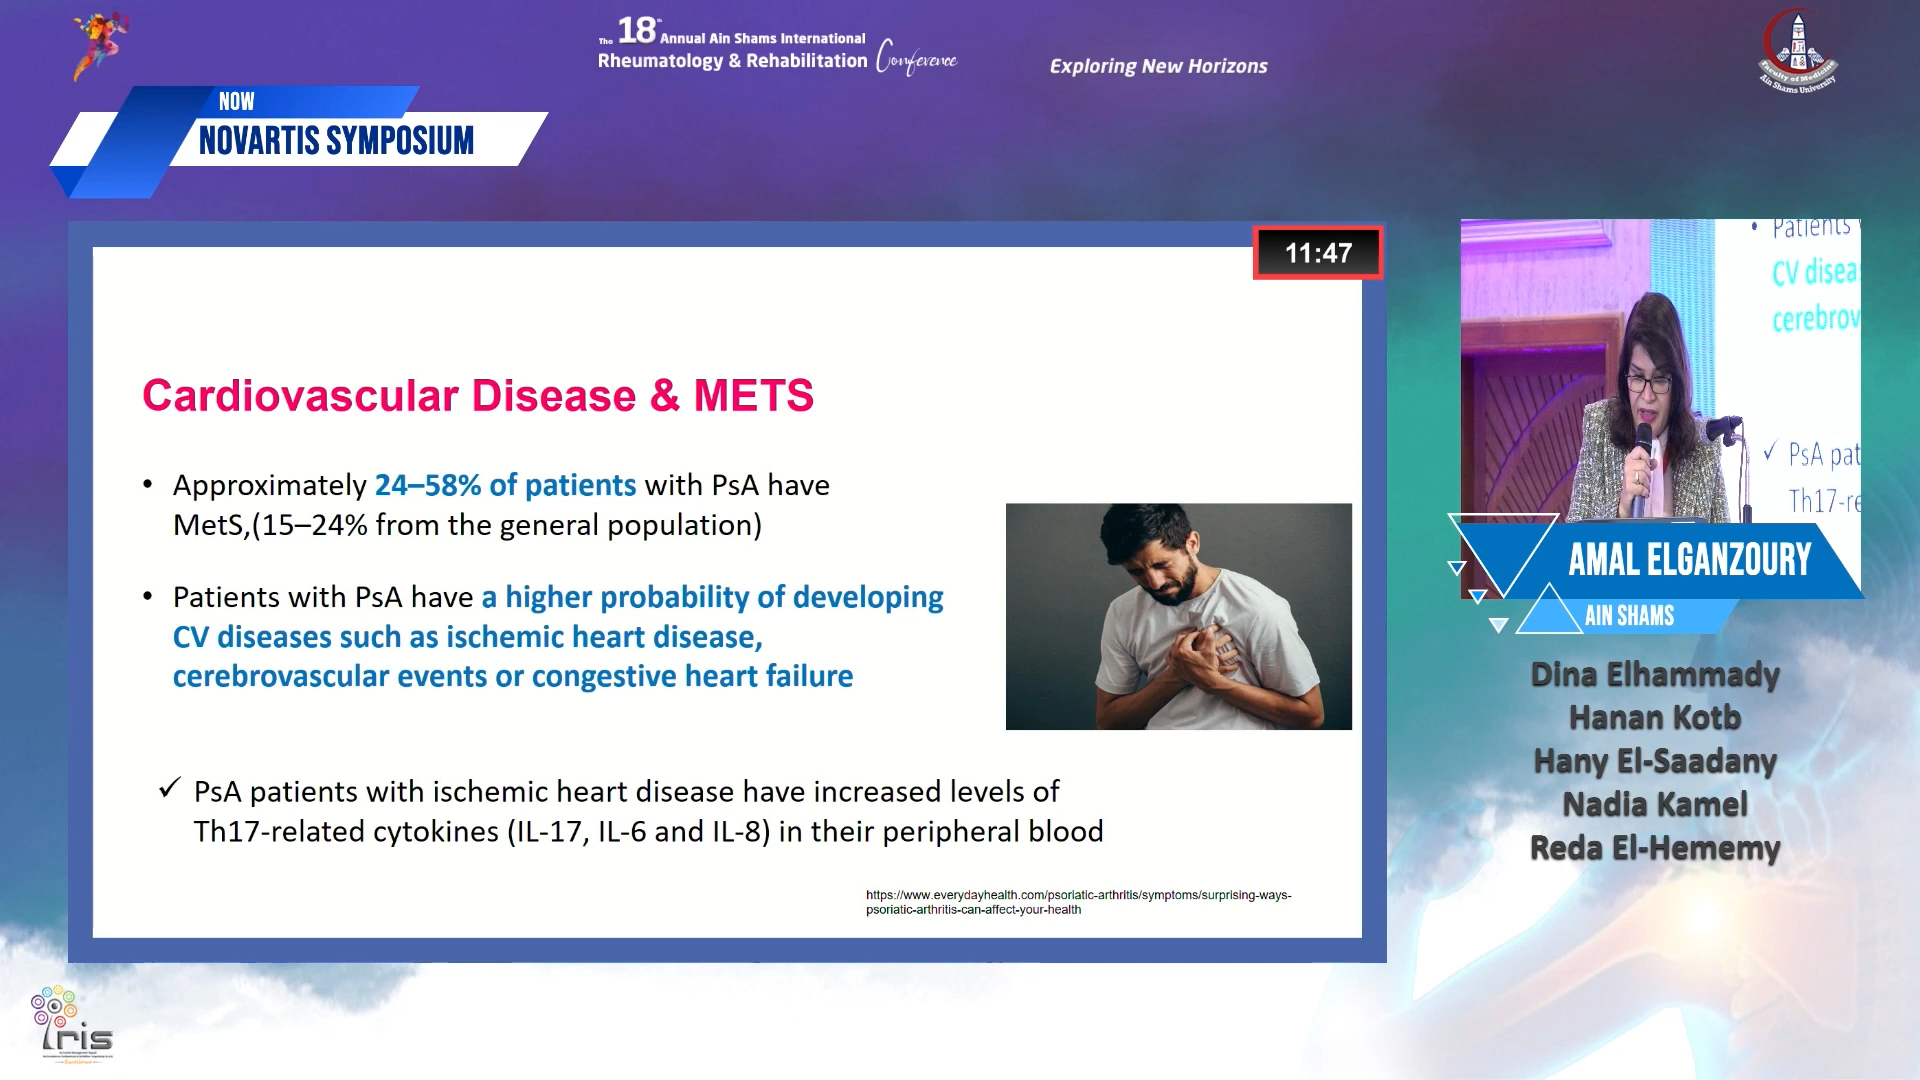 The 18th Annual Ain Shams International
Rheumatology & Rehabilitation Conference
Exploring New Horizons
Faculty of Medicine
Ain Shams University
NOW
NOVARTIS SYMPOSIUM
11:47
Cardiovascular Disease & METS
• Approximately 24–58% of patients with PsA have
MetS,(15–24% from the general population)
• Patients with PsA have a higher probability of developing
CV diseases such as ischemic heart disease,
cerebrovascular events or congestive heart failure
✓ PsA patients with ischemic heart disease have increased levels of
Th17-related cytokines (IL-17, IL-6 and IL-8) in their peripheral blood
https://www.everydayhealth.com/psoriatic-arthritis/symptoms/surprising-ways-
psoriatic-arthritis-can-affect-your-health
• Patients
CV disea
cerebrov
✓ PsA pat
Th17-re
AMAL ELGANZOURY
AIN SHAMS
Dina Elhammady
Hanan Kotb
Hany El-Saadany
Nadia Kamel
Reda El-Hememy
Iris